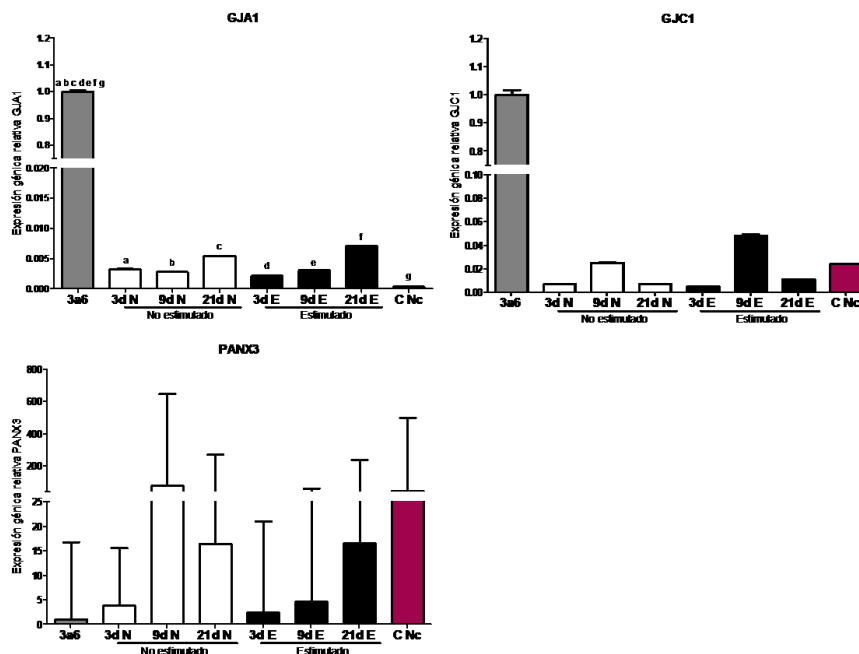 GJA1
Expresión génica relativa GJA1
1.2
1.1
1.0
0.9
0.8
0.020
0.015
0.010
0.005
0.000
a b c d e f g
a
b
c
d
e
f
g
3a6
3d N
9d N
21d N
3d E
9d E
21d E
C Nc
No estimulado
Estimulado
GJC1
Expresión génica relativa GJC1
1.2
1.1
1.0
0.9
0.8
0.10
0.08
0.06
0.04
0.02
0.00
3a6
3d N
9d N
21d N
3d E
9d E
21d E
C Nc
No estimulado
Estimulado
PANX3
Expresión génica relativa PANX3
800
600
400
200
25
20
15
10
5
0
3a6
3d N
9d N
21d N
3d E
9d E
21d E
C Nc
No estimulado
Estimulado